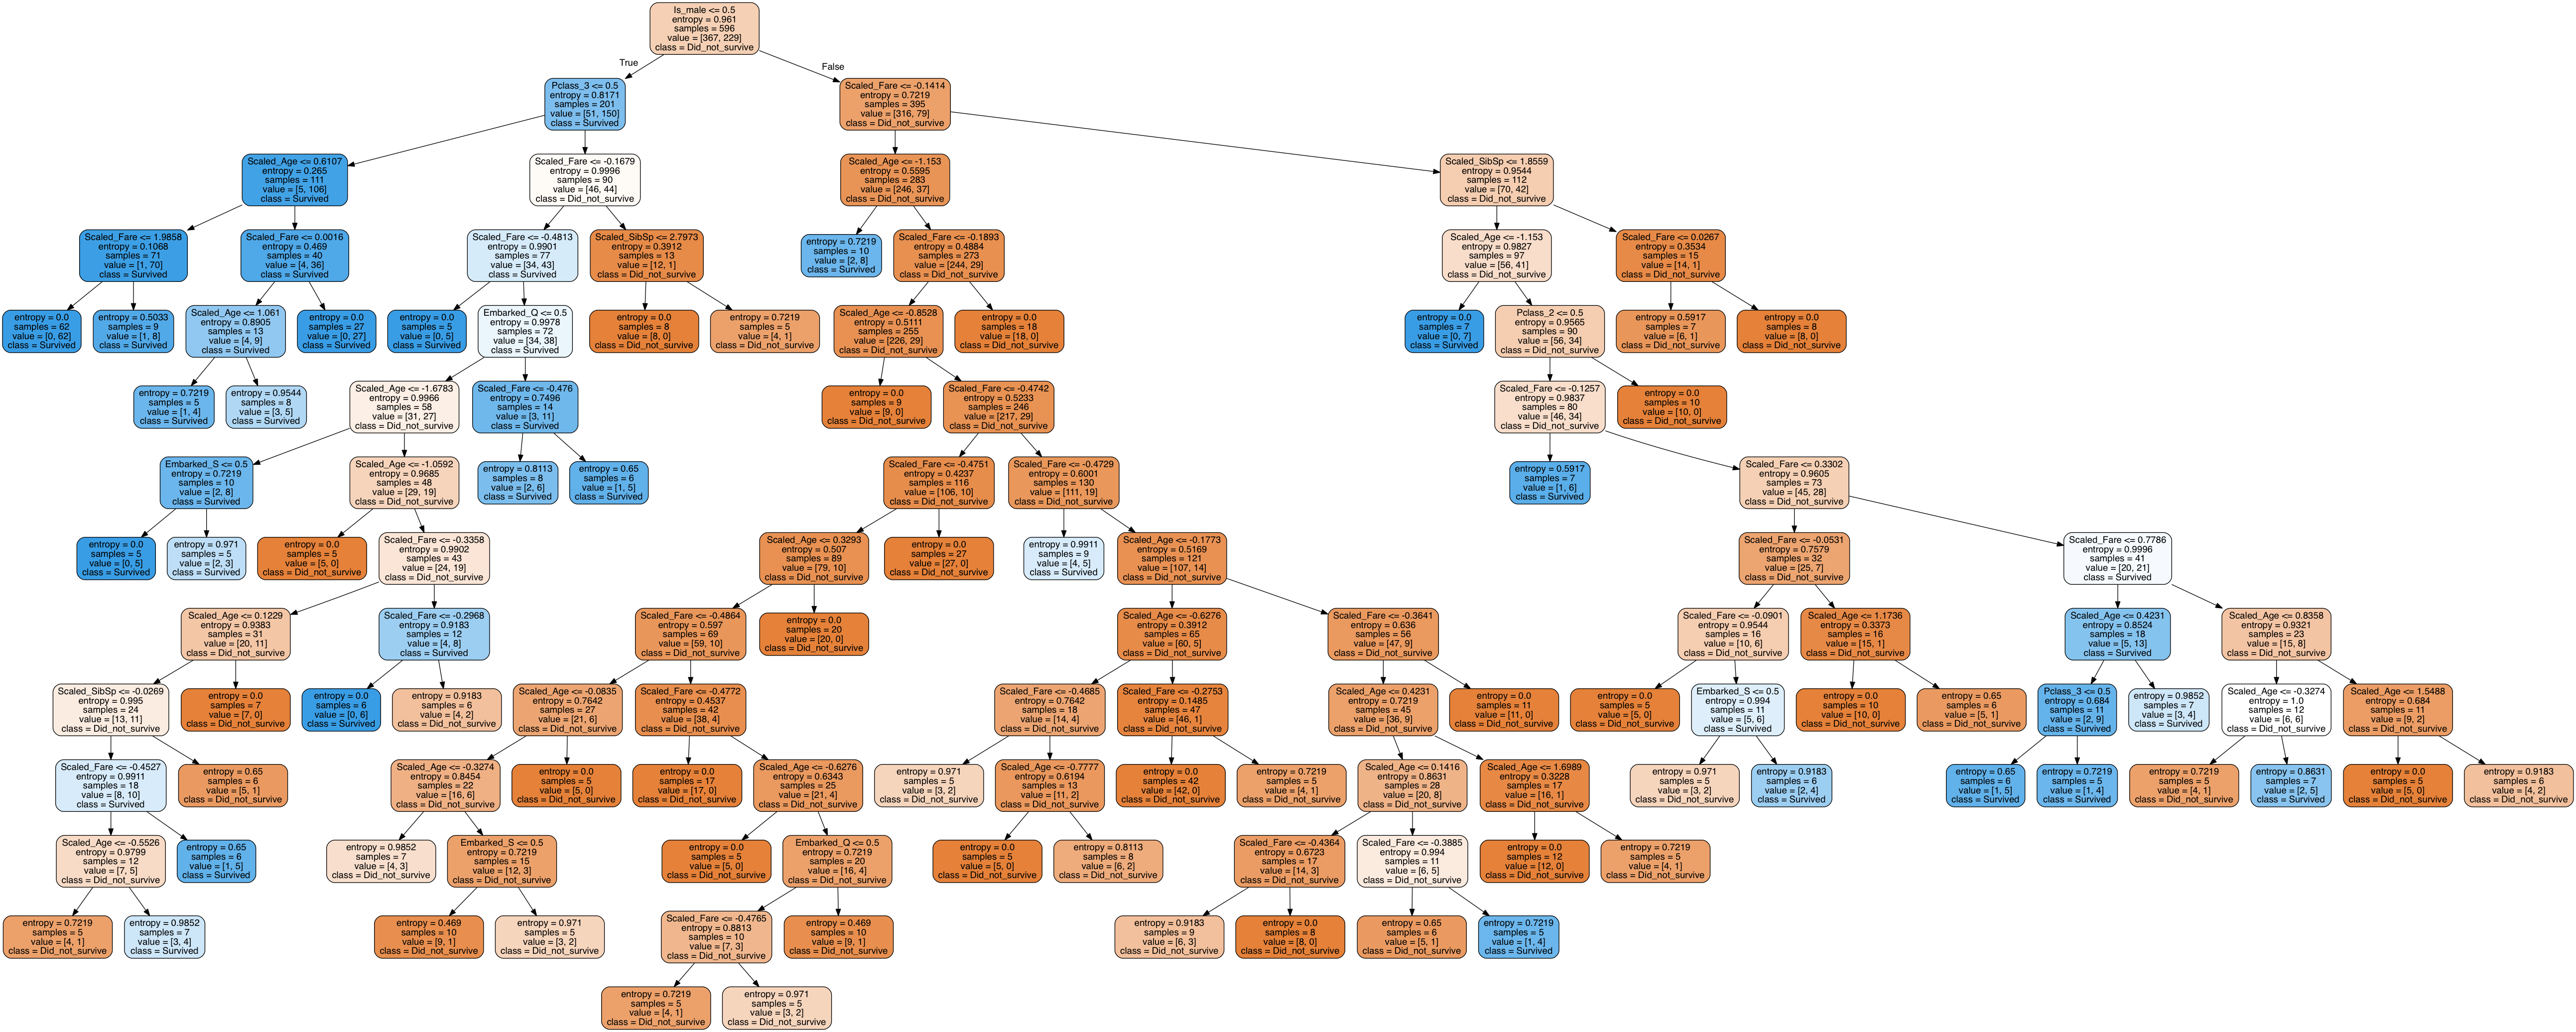 Is_male <= 0.5
entropy = 0.961
samples = 596
value = [367, 229]
class = Did_not_survive
True
False
Pclass_3 <= 0.5
entropy = 0.8171
samples = 201
value = [51, 150]
class = Survived
Scaled_Fare <= -0.1414
entropy = 0.7219
samples = 395
value = [316, 79]
class = Did_not_survive
Scaled_Age <= 0.6107
entropy = 0.265
samples = 111
value = [5, 106]
class = Survived
Scaled_Fare <= -0.1679
entropy = 0.9996
samples = 90
value = [46, 44]
class = Did_not_survive
Scaled_Age <= -1.153
entropy = 0.5595
samples = 283
value = [246, 37]
class = Did_not_survive
Scaled_SibSp <= 1.8559
entropy = 0.9544
samples = 112
value = [70, 42]
class = Did_not_survive
Scaled_Fare <= 1.9858
entropy = 0.1068
samples = 71
value = [1, 70]
class = Survived
Scaled_Fare <= 0.0016
entropy = 0.469
samples = 40
value = [4, 36]
class = Survived
Scaled_Fare <= -0.4813
entropy = 0.9901
samples = 77
value = [34, 43]
class = Survived
Scaled_SibSp <= 2.7973
entropy = 0.3912
samples = 13
value = [12, 1]
class = Did_not_survive
entropy = 0.7219
samples = 10
value = [2, 8]
class = Survived
Scaled_Fare <= -0.1893
entropy = 0.4884
samples = 273
value = [244, 29]
class = Did_not_survive
Scaled_Age <= -1.153
entropy = 0.9827
samples = 97
value = [56, 41]
class = Did_not_survive
Scaled_Fare <= 0.0267
entropy = 0.3534
samples = 15
value = [14, 1]
class = Did_not_survive
entropy = 0.0
samples = 62
value = [0, 62]
class = Survived
entropy = 0.5033
samples = 9
value = [1, 8]
class = Survived
Scaled_Age <= 1.061
entropy = 0.8905
samples = 13
value = [4, 9]
class = Survived
entropy = 0.0
samples = 27
value = [0, 27]
class = Survived
entropy = 0.0
samples = 5
value = [0, 5]
class = Survived
Embarked_Q <= 0.5
entropy = 0.9978
samples = 72
value = [34, 38]
class = Survived
entropy = 0.0
samples = 8
value = [8, 0]
class = Did_not_survive
entropy = 0.7219
samples = 5
value = [4, 1]
class = Did_not_survive
Scaled_Age <= -0.8528
entropy = 0.5111
samples = 255
value = [226, 29]
class = Did_not_survive
entropy = 0.0
samples = 18
value = [18, 0]
class = Did_not_survive
entropy = 0.0
samples = 7
value = [0, 7]
class = Survived
Pclass_2 <= 0.5
entropy = 0.9565
samples = 90
value = [56, 34]
class = Did_not_survive
entropy = 0.5917
samples = 7
value = [6, 1]
class = Did_not_survive
entropy = 0.0
samples = 8
value = [8, 0]
class = Did_not_survive
entropy = 0.7219
samples = 5
value = [1, 4]
class = Survived
entropy = 0.9544
samples = 8
value = [3, 5]
class = Survived
Scaled_Age <= -1.6783
entropy = 0.9966
samples = 58
value = [31, 27]
class = Did_not_survive
Scaled_Fare <= -0.476
entropy = 0.7496
samples = 14
value = [3, 11]
class = Survived
entropy = 0.0
samples = 9
value = [9, 0]
class = Did_not_survive
Scaled_Fare <= -0.4742
entropy = 0.5233
samples = 246
value = [217, 29]
class = Did_not_survive
Scaled_Fare <= -0.1257
entropy = 0.9837
samples = 80
value = [46, 34]
class = Did_not_survive
entropy = 0.0
samples = 10
value = [10, 0]
class = Did_not_survive
Embarked_S <= 0.5
entropy = 0.7219
samples = 10
value = [2, 8]
class = Survived
Scaled_Age <= -1.0592
entropy = 0.9685
samples = 48
value = [29, 19]
class = Did_not_survive
entropy = 0.8113
samples = 8
value = [2, 6]
class = Survived
entropy = 0.65
samples = 6
value = [1, 5]
class = Survived
Scaled_Fare <= -0.4751
entropy = 0.4237
samples = 116
value = [106, 10]
class = Did_not_survive
Scaled_Fare <= -0.4729
entropy = 0.6001
samples = 130
value = [111, 19]
class = Did_not_survive
entropy = 0.5917
samples = 7
value = [1, 6]
class = Survived
Scaled_Fare <= 0.3302
entropy = 0.9605
samples = 73
value = [45, 28]
class = Did_not_survive
entropy = 0.0
samples = 5
value = [0, 5]
class = Survived
entropy = 0.971
samples = 5
value = [2, 3]
class = Survived
entropy = 0.0
samples = 5
value = [5, 0]
class = Did_not_survive
Scaled_Fare <= -0.3358
entropy = 0.9902
samples = 43
value = [24, 19]
class = Did_not_survive
Scaled_Age <= 0.3293
entropy = 0.507
samples = 89
value = [79, 10]
class = Did_not_survive
entropy = 0.0
samples = 27
value = [27, 0]
class = Did_not_survive
entropy = 0.9911
samples = 9
value = [4, 5]
class = Survived
Scaled_Age <= -0.1773
entropy = 0.5169
samples = 121
value = [107, 14]
class = Did_not_survive
Scaled_Fare <= -0.0531
entropy = 0.7579
samples = 32
value = [25, 7]
class = Did_not_survive
Scaled_Fare <= 0.7786
entropy = 0.9996
samples = 41
value = [20, 21]
class = Survived
Scaled_Age <= 0.1229
entropy = 0.9383
samples = 31
value = [20, 11]
class = Did_not_survive
Scaled_Fare <= -0.2968
entropy = 0.9183
samples = 12
value = [4, 8]
class = Survived
Scaled_Fare <= -0.4864
entropy = 0.597
samples = 69
value = [59, 10]
class = Did_not_survive
entropy = 0.0
samples = 20
value = [20, 0]
class = Did_not_survive
Scaled_Age <= -0.6276
entropy = 0.3912
samples = 65
value = [60, 5]
class = Did_not_survive
Scaled_Fare <= -0.3641
entropy = 0.636
samples = 56
value = [47, 9]
class = Did_not_survive
Scaled_Fare <= -0.0901
entropy = 0.9544
samples = 16
value = [10, 6]
class = Did_not_survive
Scaled_Age <= 1.1736
entropy = 0.3373
samples = 16
value = [15, 1]
class = Did_not_survive
Scaled_Age <= 0.4231
entropy = 0.8524
samples = 18
value = [5, 13]
class = Survived
Scaled_Age <= 0.8358
entropy = 0.9321
samples = 23
value = [15, 8]
class = Did_not_survive
Scaled_SibSp <= -0.0269
entropy = 0.995
samples = 24
value = [13, 11]
class = Did_not_survive
entropy = 0.0
samples = 7
value = [7, 0]
class = Did_not_survive
entropy = 0.0
samples = 6
value = [0, 6]
class = Survived
entropy = 0.9183
samples = 6
value = [4, 2]
class = Did_not_survive
Scaled_Age <= -0.0835
entropy = 0.7642
samples = 27
value = [21, 6]
class = Did_not_survive
Scaled_Fare <= -0.4772
entropy = 0.4537
samples = 42
value = [38, 4]
class = Did_not_survive
Scaled_Fare <= -0.4685
entropy = 0.7642
samples = 18
value = [14, 4]
class = Did_not_survive
Scaled_Fare <= -0.2753
entropy = 0.1485
samples = 47
value = [46, 1]
class = Did_not_survive
Scaled_Age <= 0.4231
entropy = 0.7219
samples = 45
value = [36, 9]
class = Did_not_survive
entropy = 0.0
samples = 11
value = [11, 0]
class = Did_not_survive
entropy = 0.0
samples = 5
value = [5, 0]
class = Did_not_survive
Embarked_S <= 0.5
entropy = 0.994
samples = 11
value = [5, 6]
class = Survived
entropy = 0.0
samples = 10
value = [10, 0]
class = Did_not_survive
entropy = 0.65
samples = 6
value = [5, 1]
class = Did_not_survive
Pclass_3 <= 0.5
entropy = 0.684
samples = 11
value = [2, 9]
class = Survived
entropy = 0.9852
samples = 7
value = [3, 4]
class = Survived
Scaled_Age <= -0.3274
entropy = 1.0
samples = 12
value = [6, 6]
class = Did_not_survive
Scaled_Age <= 1.5488
entropy = 0.684
samples = 11
value = [9, 2]
class = Did_not_survive
Scaled_Fare <= -0.4527
entropy = 0.9911
samples = 18
value = [8, 10]
class = Survived
entropy = 0.65
samples = 6
value = [5, 1]
class = Did_not_survive
Scaled_Age <= -0.3274
entropy = 0.8454
samples = 22
value = [16, 6]
class = Did_not_survive
entropy = 0.0
samples = 5
value = [5, 0]
class = Did_not_survive
entropy = 0.0
samples = 17
value = [17, 0]
class = Did_not_survive
Scaled_Age <= -0.6276
entropy = 0.6343
samples = 25
value = [21, 4]
class = Did_not_survive
entropy = 0.971
samples = 5
value = [3, 2]
class = Did_not_survive
Scaled_Age <= -0.7777
entropy = 0.6194
samples = 13
value = [11, 2]
class = Did_not_survive
entropy = 0.0
samples = 42
value = [42, 0]
class = Did_not_survive
entropy = 0.7219
samples = 5
value = [4, 1]
class = Did_not_survive
Scaled_Age <= 0.1416
entropy = 0.8631
samples = 28
value = [20, 8]
class = Did_not_survive
Scaled_Age <= 1.6989
entropy = 0.3228
samples = 17
value = [16, 1]
class = Did_not_survive
entropy = 0.971
samples = 5
value = [3, 2]
class = Did_not_survive
entropy = 0.9183
samples = 6
value = [2, 4]
class = Survived
entropy = 0.65
samples = 6
value = [1, 5]
class = Survived
entropy = 0.7219
samples = 5
value = [1, 4]
class = Survived
entropy = 0.7219
samples = 5
value = [4, 1]
class = Did_not_survive
entropy = 0.8631
samples = 7
value = [2, 5]
class = Survived
entropy = 0.0
samples = 5
value = [5, 0]
class = Did_not_survive
entropy = 0.9183
samples = 6
value = [4, 2]
class = Did_not_survive
Scaled_Age <= -0.5526
entropy = 0.9799
samples = 12
value = [7, 5]
class = Did_not_survive
entropy = 0.65
samples = 6
value = [1, 5]
class = Survived
entropy = 0.9852
samples = 7
value = [4, 3]
class = Did_not_survive
Embarked_S <= 0.5
entropy = 0.7219
samples = 15
value = [12, 3]
class = Did_not_survive
entropy = 0.0
samples = 5
value = [5, 0]
class = Did_not_survive
Embarked_Q <= 0.5
entropy = 0.7219
samples = 20
value = [16, 4]
class = Did_not_survive
entropy = 0.0
samples = 5
value = [5, 0]
class = Did_not_survive
entropy = 0.8113
samples = 8
value = [6, 2]
class = Did_not_survive
Scaled_Fare <= -0.4364
entropy = 0.6723
samples = 17
value = [14, 3]
class = Did_not_survive
Scaled_Fare <= -0.3885
entropy = 0.994
samples = 11
value = [6, 5]
class = Did_not_survive
entropy = 0.0
samples = 12
value = [12, 0]
class = Did_not_survive
entropy = 0.7219
samples = 5
value = [4, 1]
class = Did_not_survive
entropy = 0.7219
samples = 5
value = [4, 1]
class = Did_not_survive
entropy = 0.9852
samples = 7
value = [3, 4]
class = Survived
entropy = 0.469
samples = 10
value = [9, 1]
class = Did_not_survive
entropy = 0.971
samples = 5
value = [3, 2]
class = Did_not_survive
Scaled_Fare <= -0.4765
entropy = 0.8813
samples = 10
value = [7, 3]
class = Did_not_survive
entropy = 0.469
samples = 10
value = [9, 1]
class = Did_not_survive
entropy = 0.9183
samples = 9
value = [6, 3]
class = Did_not_survive
entropy = 0.0
samples = 8
value = [8, 0]
class = Did_not_survive
entropy = 0.65
samples = 6
value = [5, 1]
class = Did_not_survive
entropy = 0.7219
samples = 5
value = [1, 4]
class = Survived
entropy = 0.7219
samples = 5
value = [4, 1]
class = Did_not_survive
entropy = 0.971
samples = 5
value = [3, 2]
class = Did_not_survive